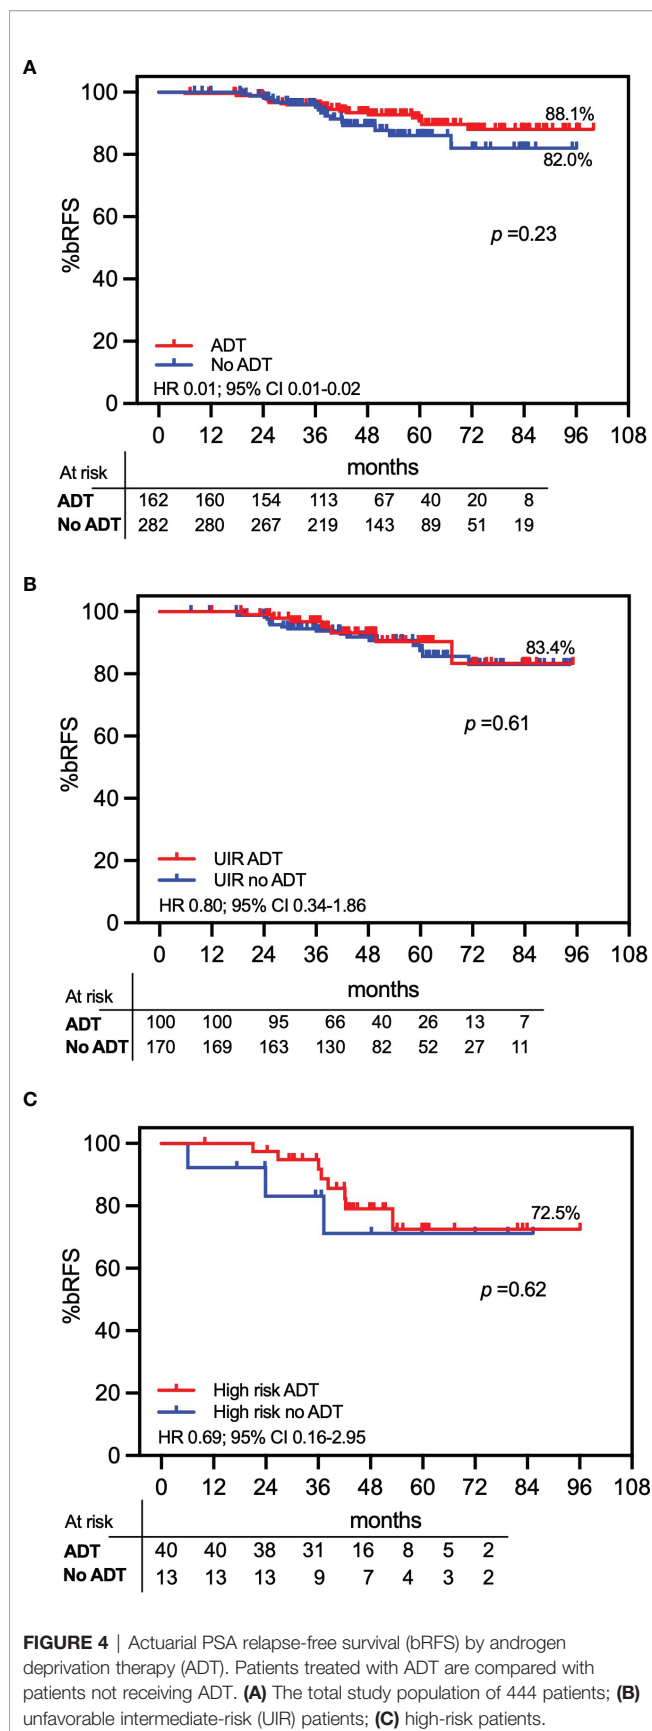 A
100
80
60
40
20
0
%bRFS
88.1%
82.0%
p =0.23
ADT
No ADT
HR 0.01; 95% CI 0.01-0.02
0 12 24 36 48 60 72 84 96 108
months
At risk
ADT 162 160 154 113 67 40 20 8
No ADT 282 280 267 219 143 89 51 19
B
100
80
60
40
20
0
%bRFS
83.4%
p =0.61
UIR ADT
UIR no ADT
HR 0.80; 95% CI 0.34-1.86
0 12 24 36 48 60 72 84 96 108
months
At risk
ADT 100 100 95 66 40 26 13 7
No ADT 170 169 163 130 82 52 27 11
C
100
80
60
40
20
0
%bRFS
72.5%
p =0.62
High risk ADT
High risk no ADT
HR 0.69; 95% CI 0.16-2.95
0 12 24 36 48 60 72 84 96 108
months
At risk
ADT 40 40 38 31 16 8 5 2
No ADT 13 13 13 9 7 4 3 2
FIGURE 4 | Actuarial PSA relapse-free survival (bRFS) by androgen
deprivation therapy (ADT). Patients treated with ADT are compared with
patients not receiving ADT. (A) The total study population of 444 patients; (B)
unfavorable intermediate-risk (UIR) patients; (C) high-risk patients.